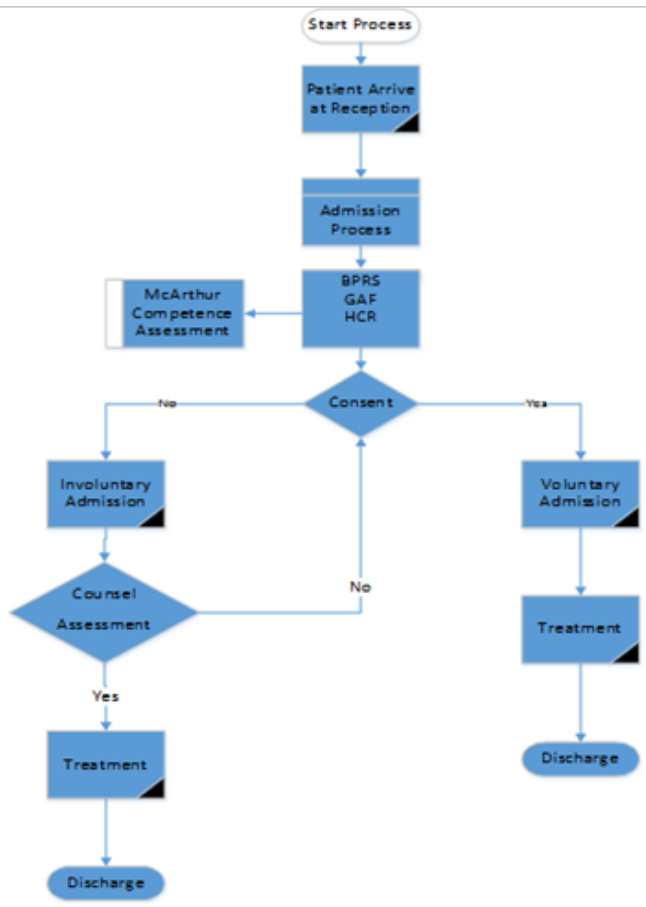 Start Process
Patient Arrive
at Reception
Admission
Process
BPRS
GAF
HCR
McArthur
Competence
Assessment
Consent
No
Yes
Involuntary
Admission
Voluntary
Admission
Counsel
Assessment
No
Treatment
Yes
Discharge
Treatment
Discharge